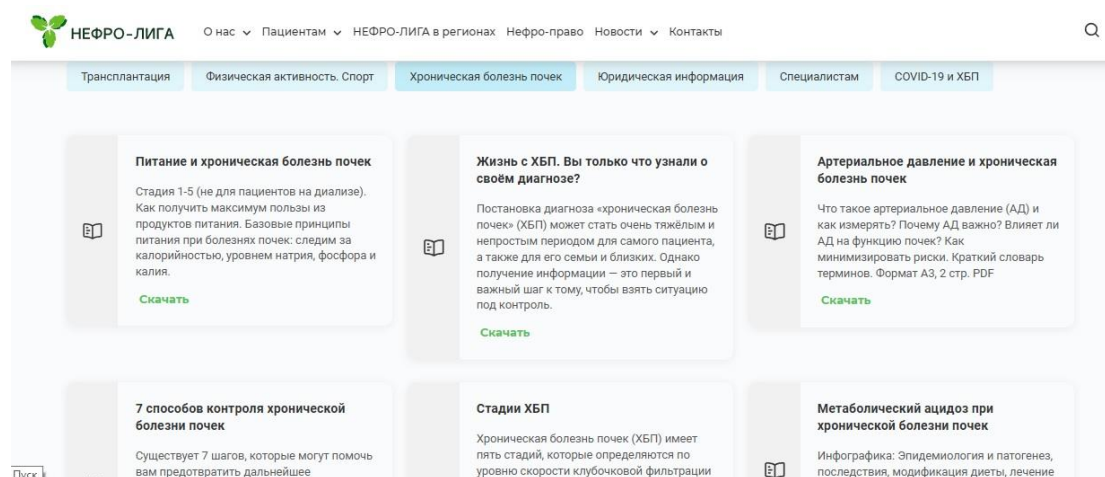 НЕФРО-ЛИГА
О нас Пациентам НЕФРО-ЛИГА в регионах Нефро-право Новости Контакты
Трансплантация Физическая активность. Спорт Хроническая болезнь почек Юридическая информация Специалистам COVID-19 и ХБП
Питание и хроническая болезнь почек
Стадия 1-5 (не для пациентов на диализе).
Как получить максимум пользы из
продуктов питания. Базовые принципы
питания при болезнях почек: следим за
калорийностью, уровнем натрия, фосфора и
калия.
Скачать
Жизнь с ХБП. Вы только что узнали о
своём диагнозе?
Постановка диагноза «хроническая болезнь
почек» (ХБП) может стать очень тяжёлым и
непростым периодом для самого пациента,
а также для его семьи и близких. Однако
получение информации — это первый и
важный шаг к тому, чтобы взять ситуацию
под контроль.
Скачать
Артериальное давление и хроническая
болезнь почек
Что такое артериальное давление (АД) и
как измерять? Почему АД важно? Влияет ли
АД на функцию почек? Как
минимизировать риски. Краткий словарь
терминов. Формат А3, 2 стр. PDF
Скачать
7 способов контроля хронической
болезни почек
Существует 7 шагов, которые могут помочь
вам предотвратить дальнейшее
Стадии ХБП
Хроническая болезнь почек (ХБП) имеет
пять стадий, которые определяются по
уровню скорости клубочковой фильтрации
Метаболический ацидоз при
хронической болезни почек
Инфографика: Эпидемиология и патогенез,
последствия, модификация диеты, лечение
Пуск